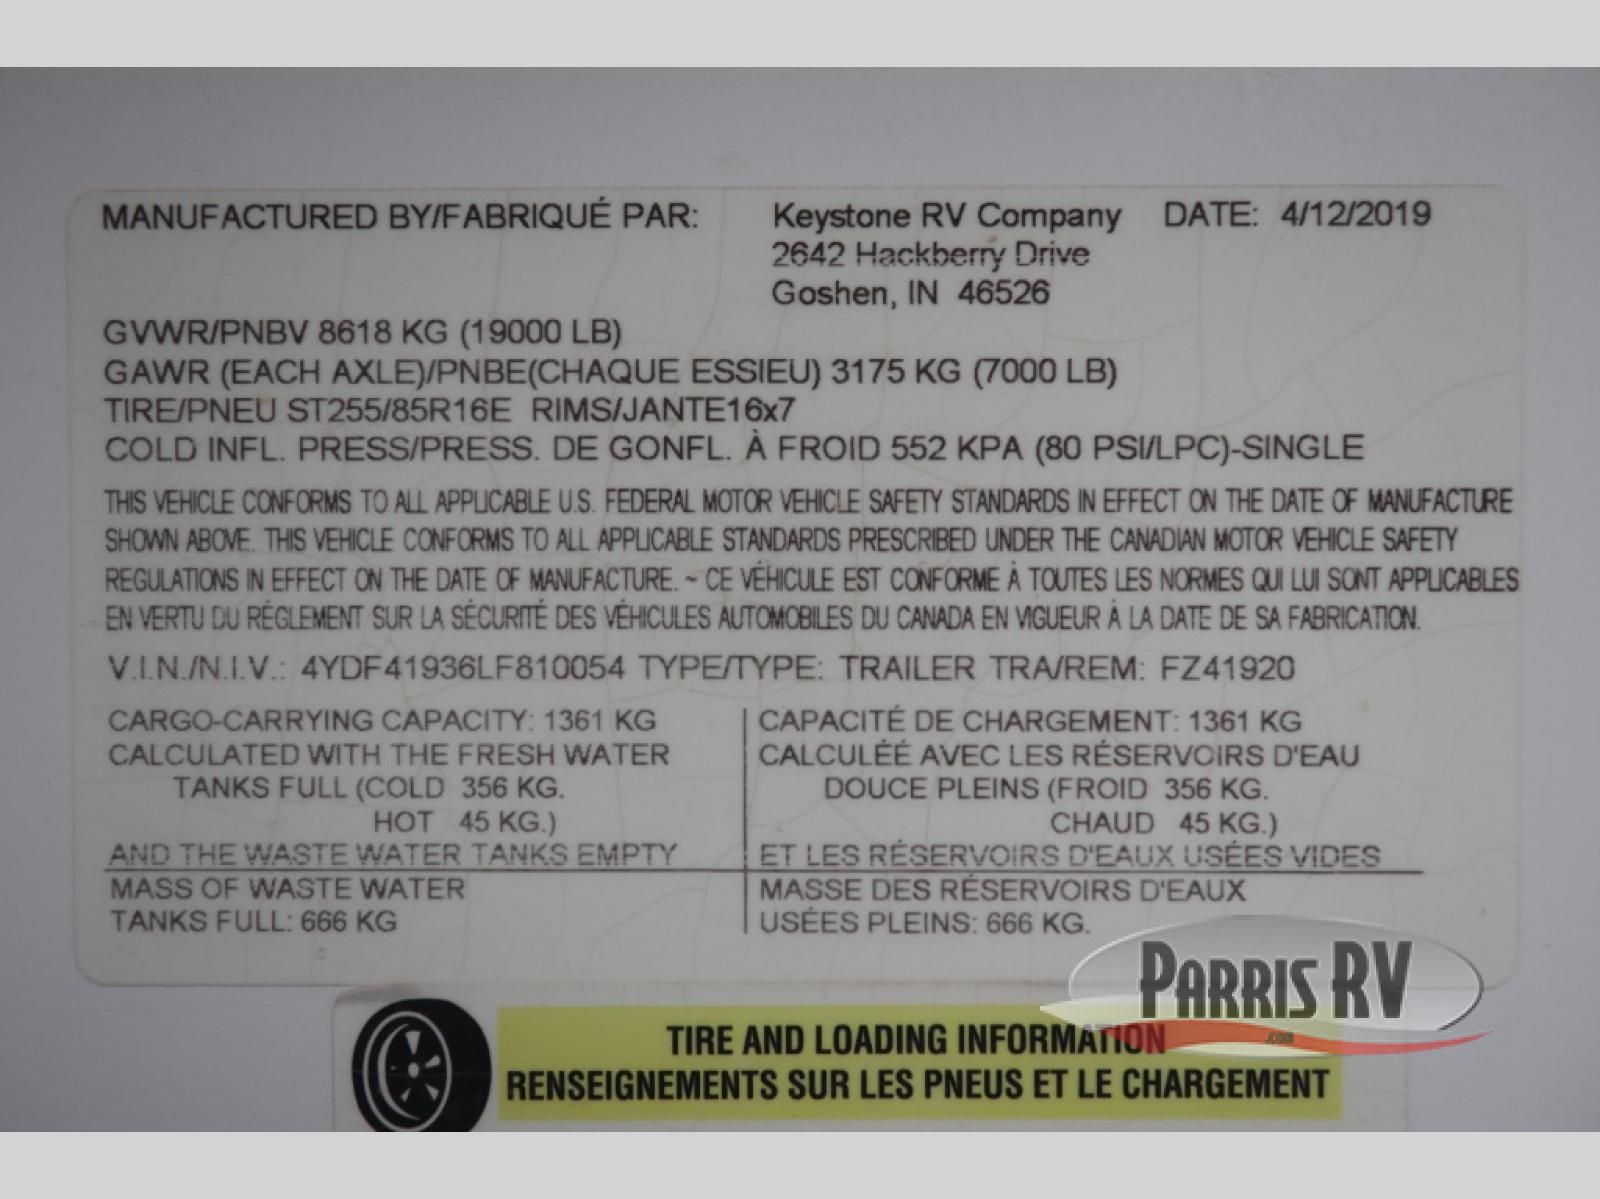 MANUFACTURED BY/FABRIQUÉ PAR: Keystone RV Company DATE: 4/12/2019
2642 Hackberry Drive
Goshen, IN 46526
GVWR/PNBV 8618 KG (19000 LB)
GAWR (EACH AXLE)/PNBE(CHAQUE ESSIEU) 3175 KG (7000 LB)
TIRE/PNEU ST255/85R16E RIMS/JANTE16x7
COLD INFL. PRESS/PRESS. DE GONFL. À FROID 552 KPA (80 PSI/LPC)-SINGLE
THIS VEHICLE CONFORMS TO ALL APPLICABLE U.S. FEDERAL MOTOR VEHICLE SAFETY STANDARDS IN EFFECT ON THE DATE OF MANUFACTURE
SHOWN ABOVE. THIS VEHICLE CONFORMS TO ALL APPLICABLE STANDARDS PRESCRIBED UNDER THE CANADIAN MOTOR VEHICLE SAFETY
REGULATIONS IN EFFECT ON THE DATE OF MANUFACTURE. ~ CE VÉHICULE EST CONFORME À TOUTES LES NORMES QUI LUI SONT APPLICABLES
EN VERTU DU RÉGLEMENT SUR LA SÉCURITÉ DES VÉHICULES AUTOMOBILES DU CANADA EN VIGUEUR À LA DATE DE SA FABRICATION.
V.I.N./N.I.V.: 4YDF41936LF810054 TYPE/TYPE: TRAILER TRA/REM: FZ41920
CARGO-CARRYING CAPACITY: 1361 KG
CALCULATED WITH THE FRESH WATER
TANKS FULL (COLD 356 KG.
HOT 45 KG.)
AND THE WASTE WATER TANKS EMPTY
MASS OF WASTE WATER
TANKS FULL: 666 KG
CAPACITÉ DE CHARGEMENT: 1361 KG
CALCULÉÉ AVEC LES RÉSERVOIRS D'EAU
DOUCE PLEINS (FROID 356 KG.
CHAUD 45 KG.)
ET LES RÉSERVOIRS D'EAUX USÉES VIDES
MASSE DES RÉSERVOIRS D'EAUX
USÉES PLEINS: 666 KG.
PARRIS RV
.com
TIRE AND LOADING INFORMATION
RENSEIGNEMENTS SUR LES PNEUS ET LE CHARGEMENT